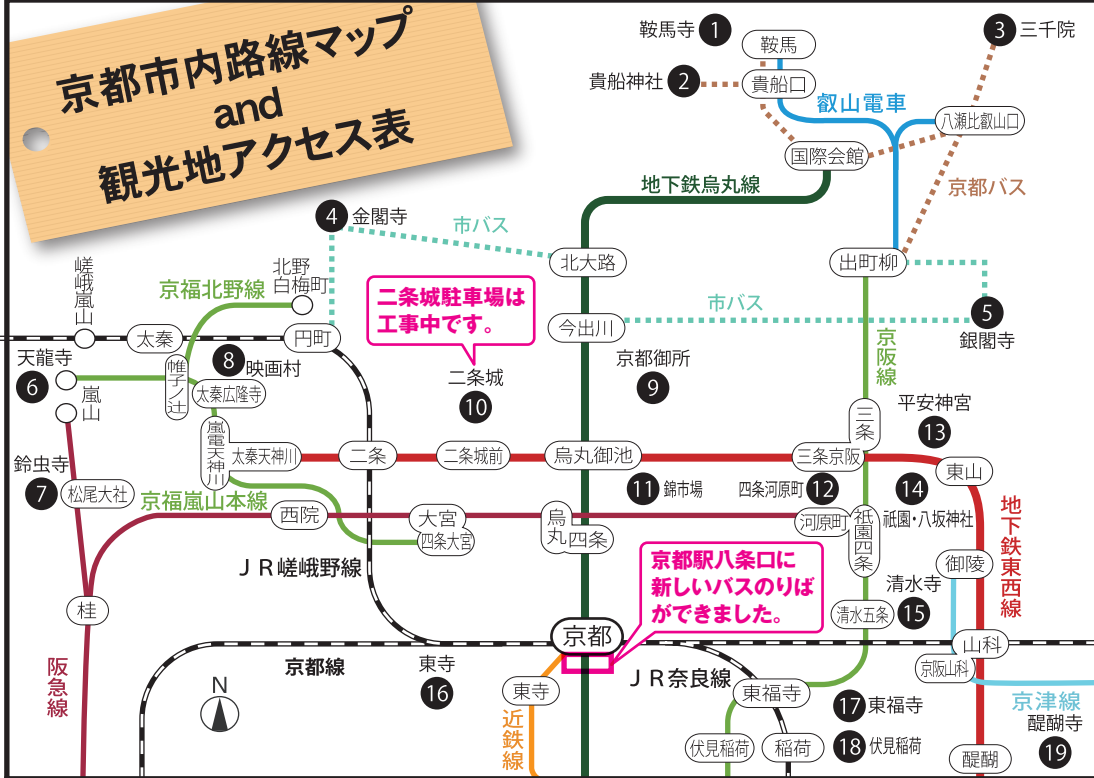 京都市内路線マップ
and
観光地アクセス表
鞍馬寺 1
鞍馬
3 三千院
貴船神社 2
貴船口
叡山電車
八瀬比叡山口
国際会館
地下鉄烏丸線
京都バス
4 金閣寺
市バス
北大路
出町柳
嵯峨嵐山
京福北野線
北野
白梅町
二条城駐車場は
工事中です。
市バス
5
銀閣寺
太秦
円町
今出川
京都御所
9
京阪線
天龍寺
6
嵐山
帷子ノ辻
8 映画村
太秦広隆寺
二条城
10
三条
平安神宮
13
鈴虫寺
7
松尾大社
嵐電天神川
太秦天神川
二条
二条城前
烏丸御池
三条京阪
東山
京福嵐山本線
11 錦市場
四条河原町 12
14
祇園・八坂神社
西院
大宮
四条大宮
烏丸
四条
河原町
祇園四条
地下鉄東西線
JR嵯峨野線
京都駅八条口に
新しいバスのりば
ができました。
御陵
清水寺
15
桂
清水五条
京都
山科
京阪山科
阪急線
京都線
東寺
16
N
東寺
近鉄線
JR奈良線
東福寺
17 東福寺
京津線
醍醐寺
19
伏見稲荷
稲荷
18 伏見稲荷
醍醐